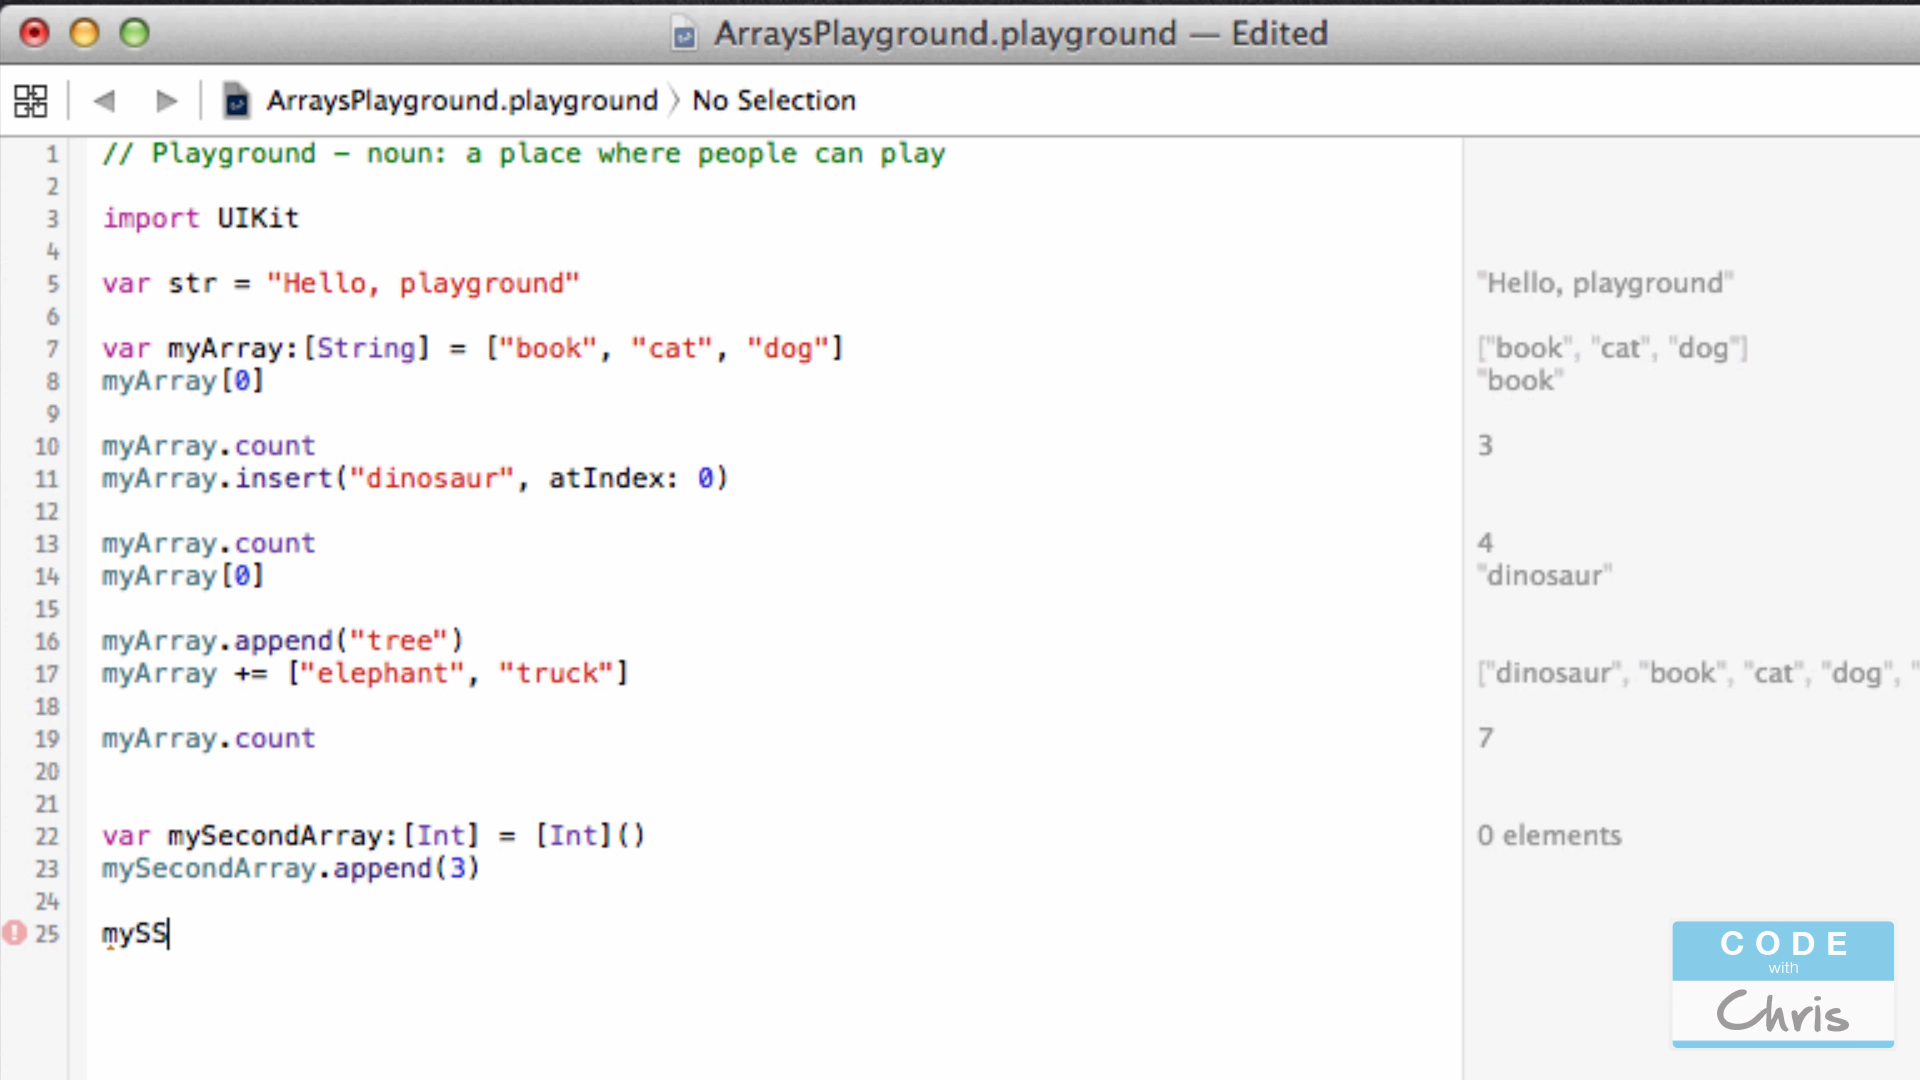 ArraysPlayground.playground — Edited
ArraysPlayground.playground 〉 No Selection
1 // Playground - noun: a place where people can play
2
3 import UIKit
4
5 var str = "Hello, playground" "Hello, playground"
6
7 var myArray:[String] = ["book", "cat", "dog"] ["book", "cat", "dog"]
8 myArray[0] "book"
9
10 myArray.count 3
11 myArray.insert("dinosaur", atIndex: 0)
12
13 myArray.count 4
14 myArray[0] "dinosaur"
15
16 myArray.append("tree")
17 myArray += ["elephant", "truck"] ["dinosaur", "book", "cat", "dog", "
18
19 myArray.count 7
20
21
22 var mySecondArray:[Int] = [Int]() 0 elements
23 mySecondArray.append(3)
24
25 mySS
CODE
with
Chris